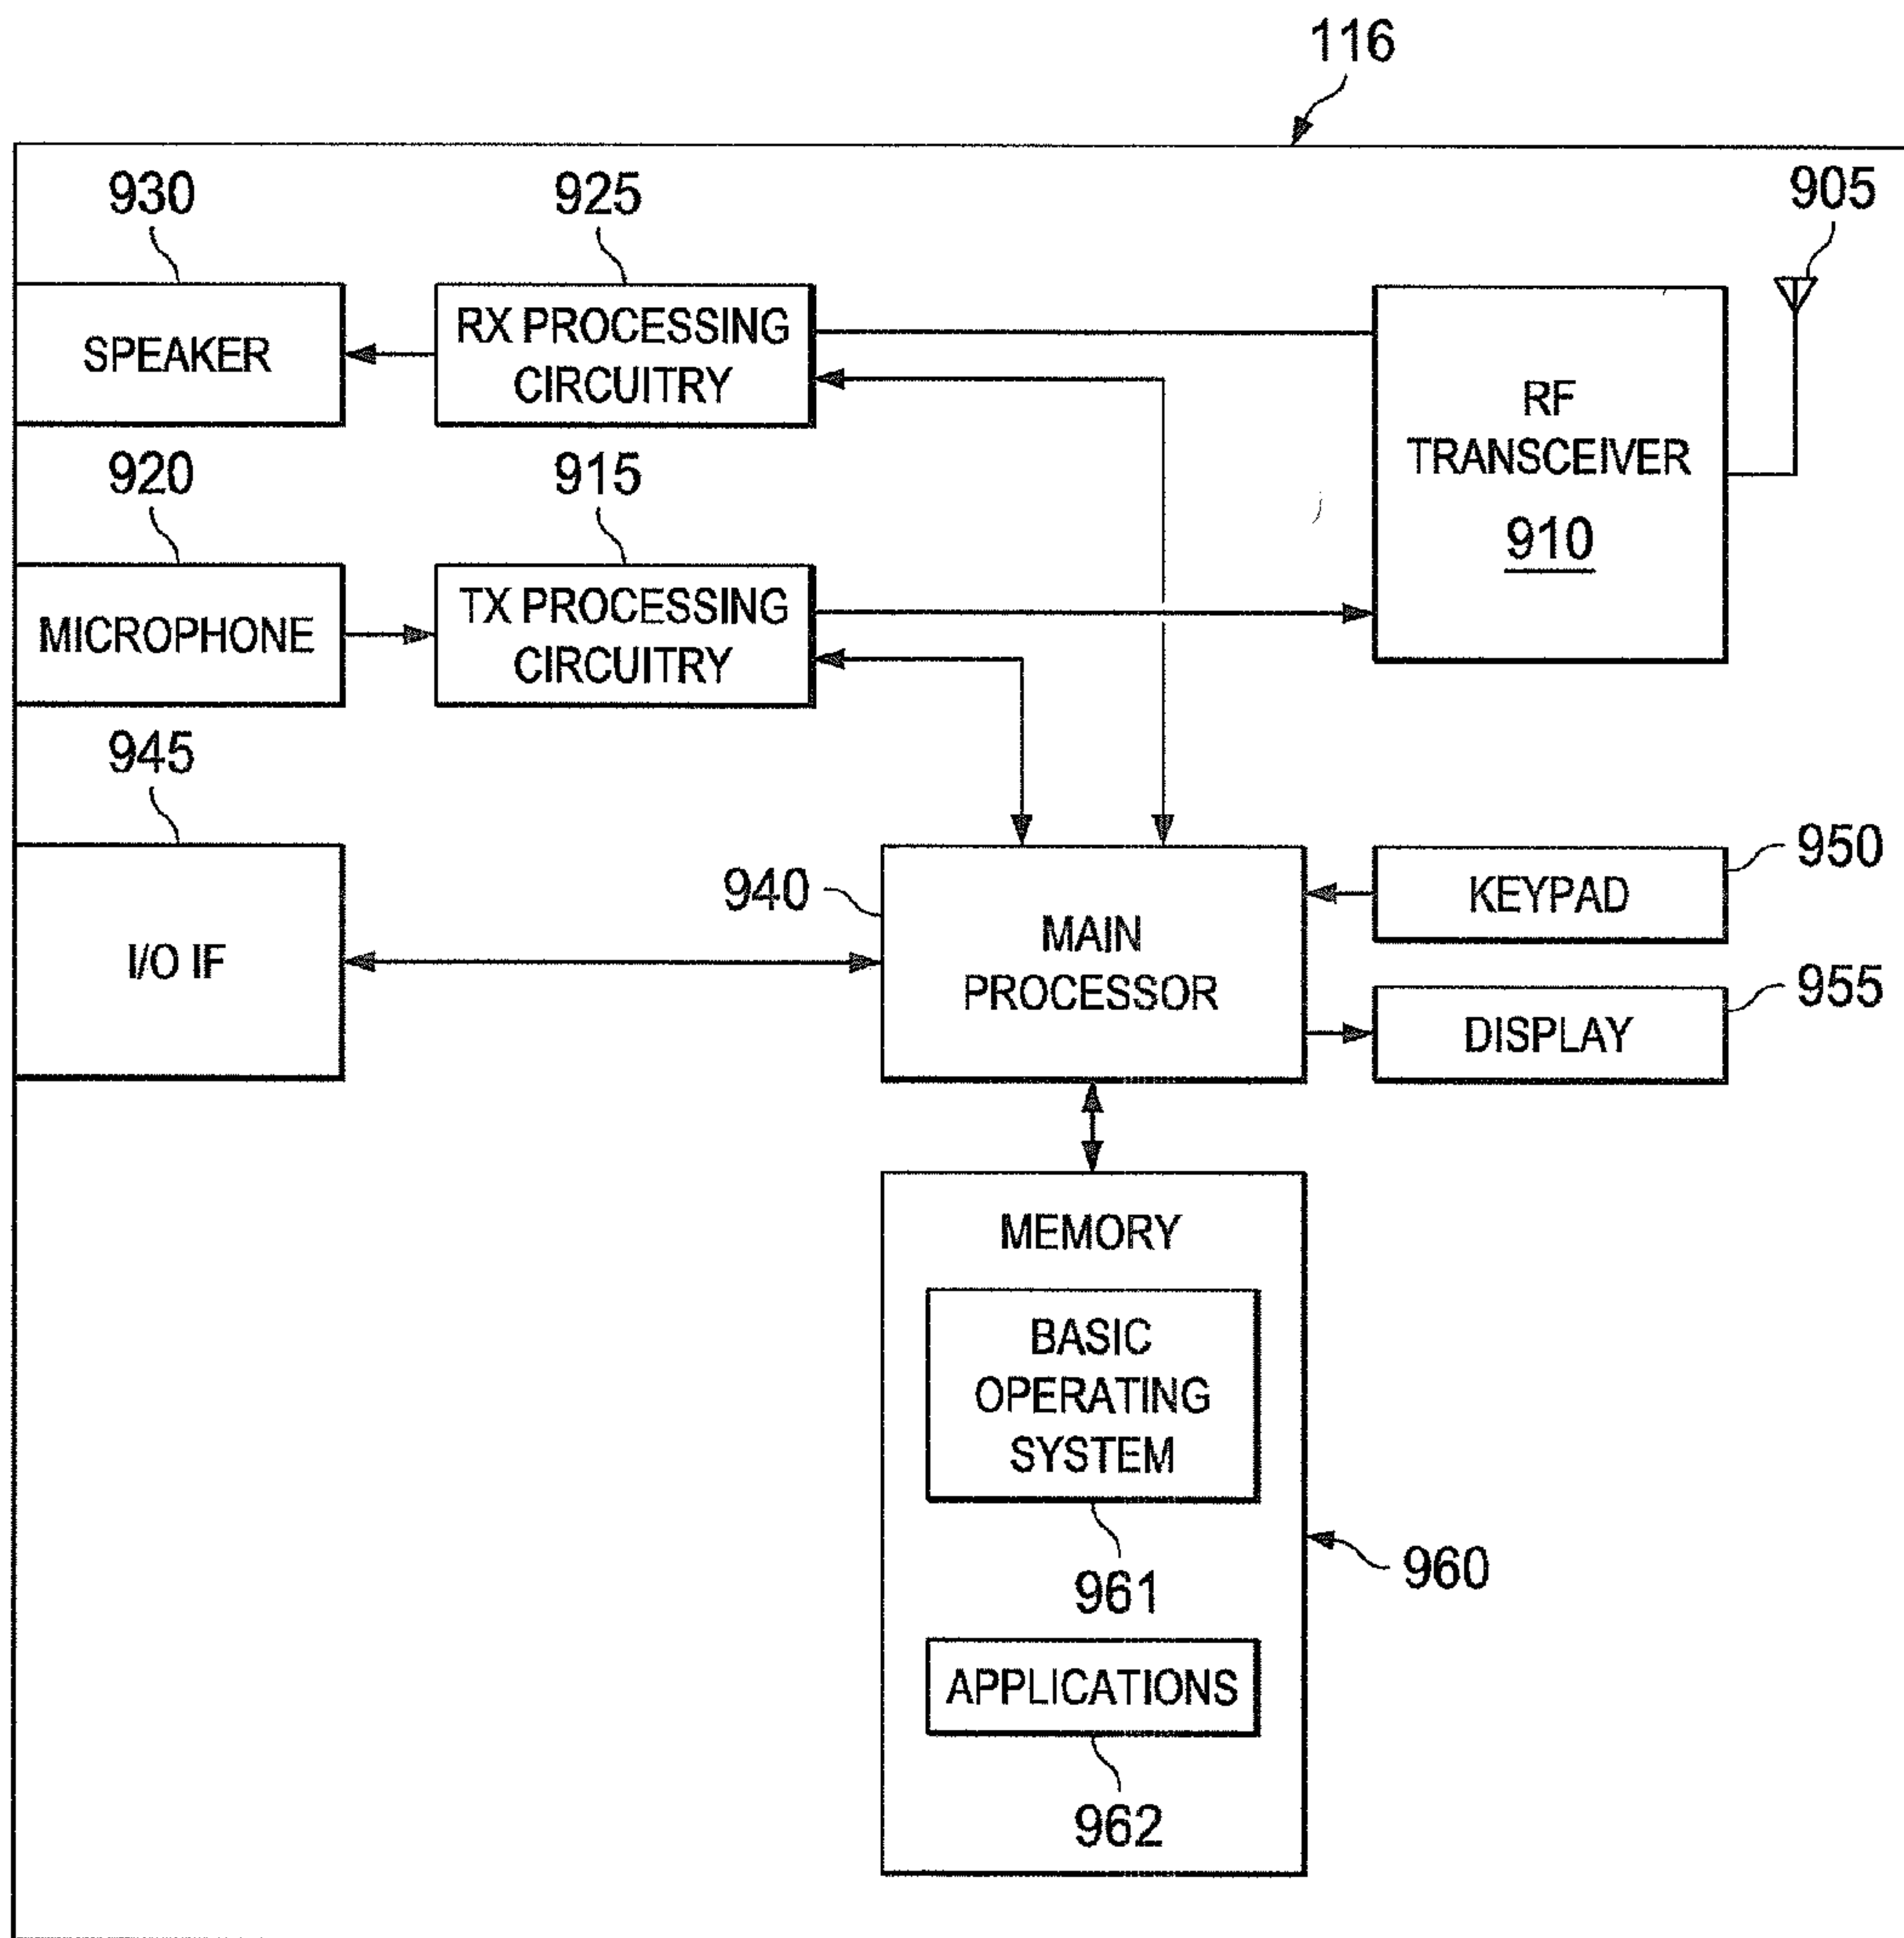 116
930
925
905
SPEAKER
RX PROCESSING
CIRCUITRY
RF
TRANSCEIVER
910
920
915
MICROPHONE
TX PROCESSING
CIRCUITRY
945
I/O IF
940
MAIN
PROCESSOR
KEYPAD
950
DISPLAY
955
MEMORY
BASIC
OPERATING
SYSTEM
961
960
APPLICATIONS
962